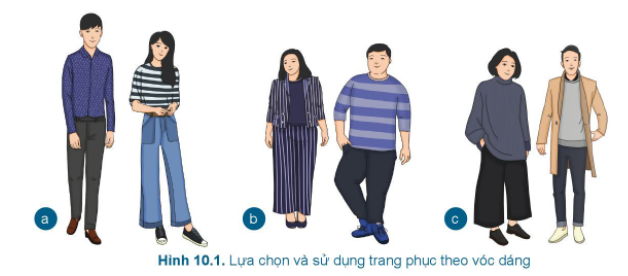 a
b
c
Hình 10.1. Lựa chọn và sử dụng trang phục theo vóc dáng